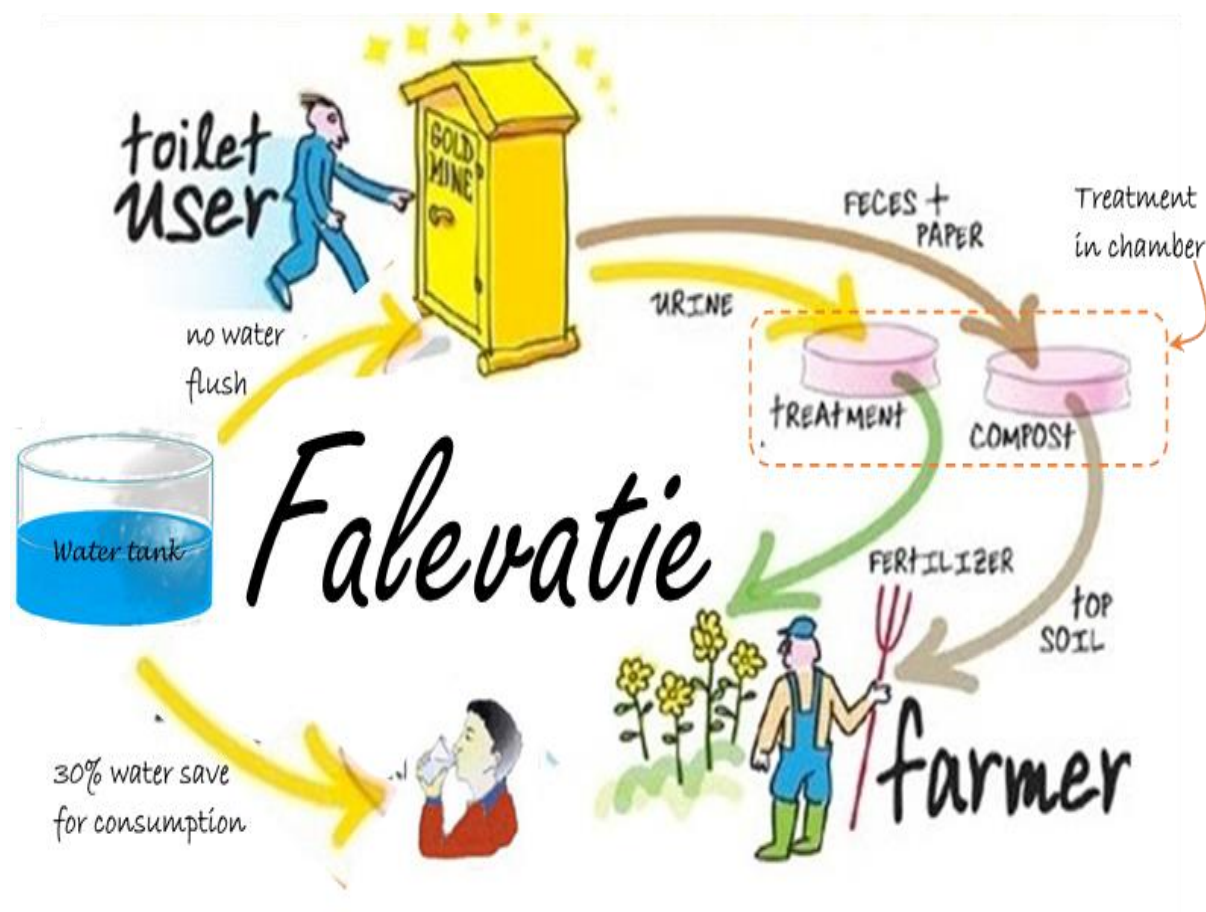 toilet
user
GOLD
MINE
FECES +
PAPER
Treatment
in chamber
URINE
no water
flush
TREATMENT
COMPOST
Water tank
Falevatie
FERTILIZER
TOP
SOIL
30% water save
for consumption
farmer